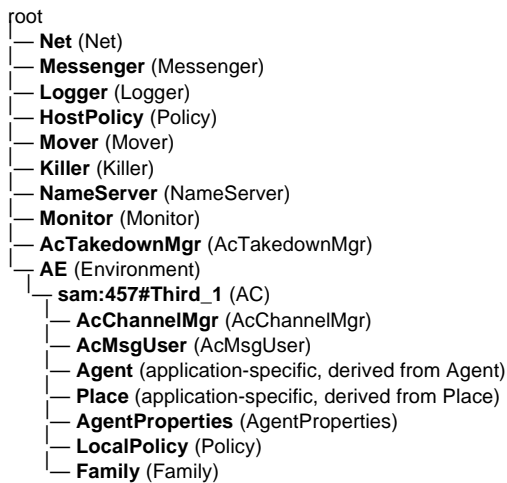 root
— Net (Net)
— Messenger (Messenger)
— Logger (Logger)
— HostPolicy (Policy)
— Mover (Mover)
— Killer (Killer)
— NameServer (NameServer)
— Monitor (Monitor)
— AcTakedownMgr (AcTakedownMgr)
— AE (Environment)
— sam:457#Third_1 (AC)
— AcChannelMgr (AcChannelMgr)
— AcMsgUser (AcMsgUser)
— Agent (application-specific, derived from Agent)
— Place (application-specific, derived from Place)
— AgentProperties (AgentProperties)
— LocalPolicy (Policy)
— Family (Family)